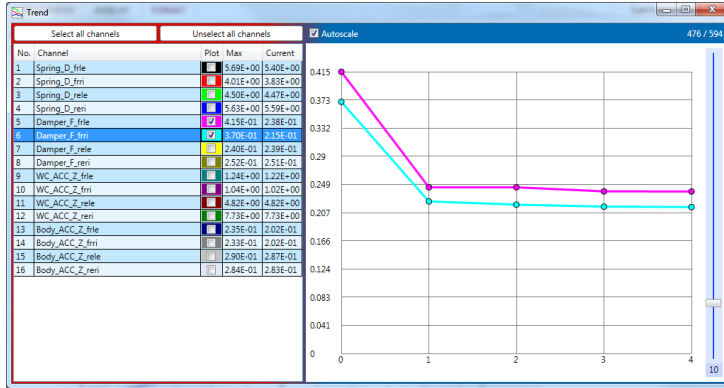 Trend
Select all channels Unselect all channels
No. Channel Plot Max Current
1 Spring_D_frle 5.69E+00 5.40E+00
2 Spring_D_frri 4.01E+00 3.83E+00
3 Spring_D_rele 4.50E+00 4.47E+00
4 Spring_D_reri 5.63E+00 5.59E+00
5 Damper_F_frle 4.15E-01 2.38E-01
6 Damper_F_frri 3.70E-01 2.15E-01
7 Damper_F_rele 2.40E-01 2.39E-01
8 Damper_F_reri 2.52E-01 2.51E-01
9 WC_ACC_Z_frle 1.24E+00 1.22E+00
10 WC_ACC_Z_frri 1.04E+00 1.02E+00
11 WC_ACC_Z_rele 4.82E+00 4.82E+00
12 WC_ACC_Z_reri 7.73E+00 7.73E+00
13 Body_ACC_Z_frle 2.35E-01 2.02E-01
14 Body_ACC_Z_frri 2.33E-01 2.02E-01
15 Body_ACC_Z_rele 2.90E-01 2.87E-01
16 Body_ACC_Z_reri 2.84E-01 2.83E-01
Autoscale 476 / 594
0.415
0.373
0.332
0.29
0.249
0.207
0.166
0.124
0.083
0.041
0
0 1 2 3 4
10